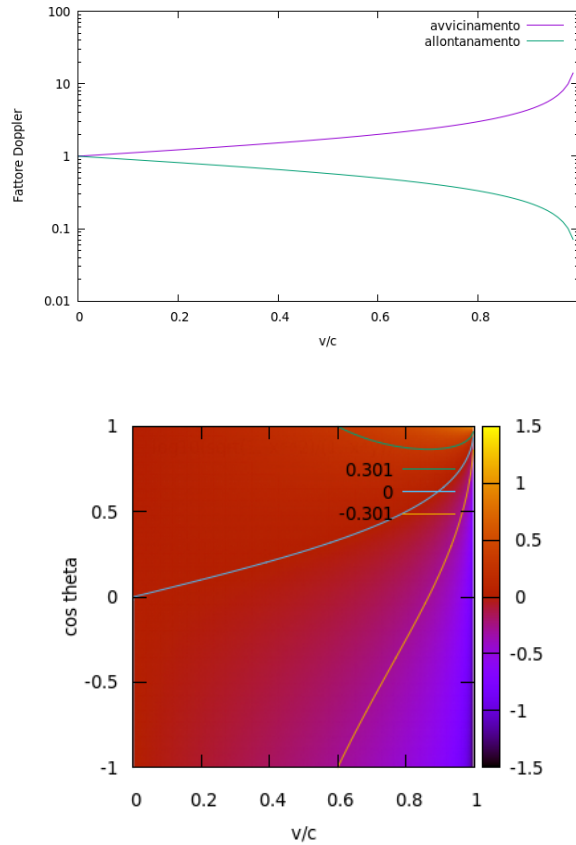 100
avvicinamento
allontanamento
10
Fattore Doppler
1
0.1
0.01
0 0.2 0.4 0.6 0.8
v/c
1 1.5
0.301 1
0.5 0
-0.301 0.5
cos theta
0 0
-0.5 -0.5
-1
-1 -1.5
0 0.2 0.4 0.6 0.8 1
v/c